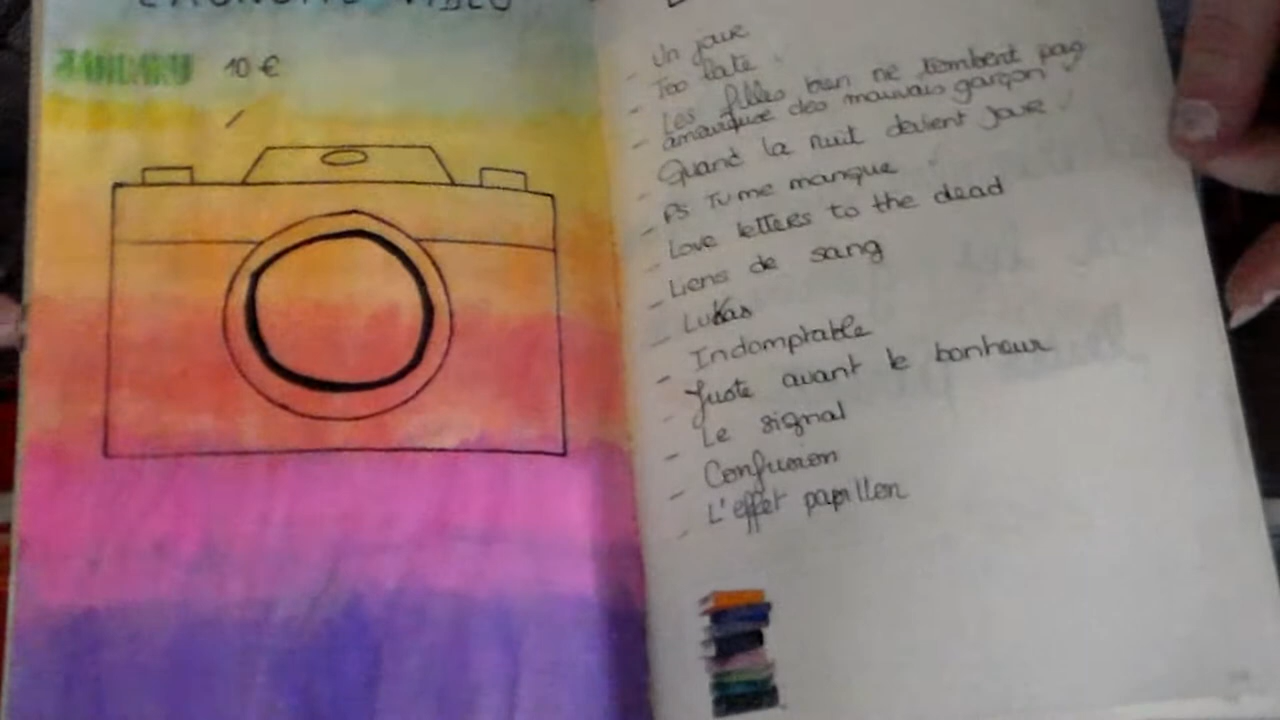 10 €
- Un jour
- Too late
- Les filles bien ne tombent pas
amoureuse des mauvais garçon
- Quand la nuit devient jour
- PS Tu me manque
- Love letters to the dead
- Liens de sang
- Lukas
- Indomptable
- Juste avant le bonheur
- Le signal
- Confusion
- L'effet papillon